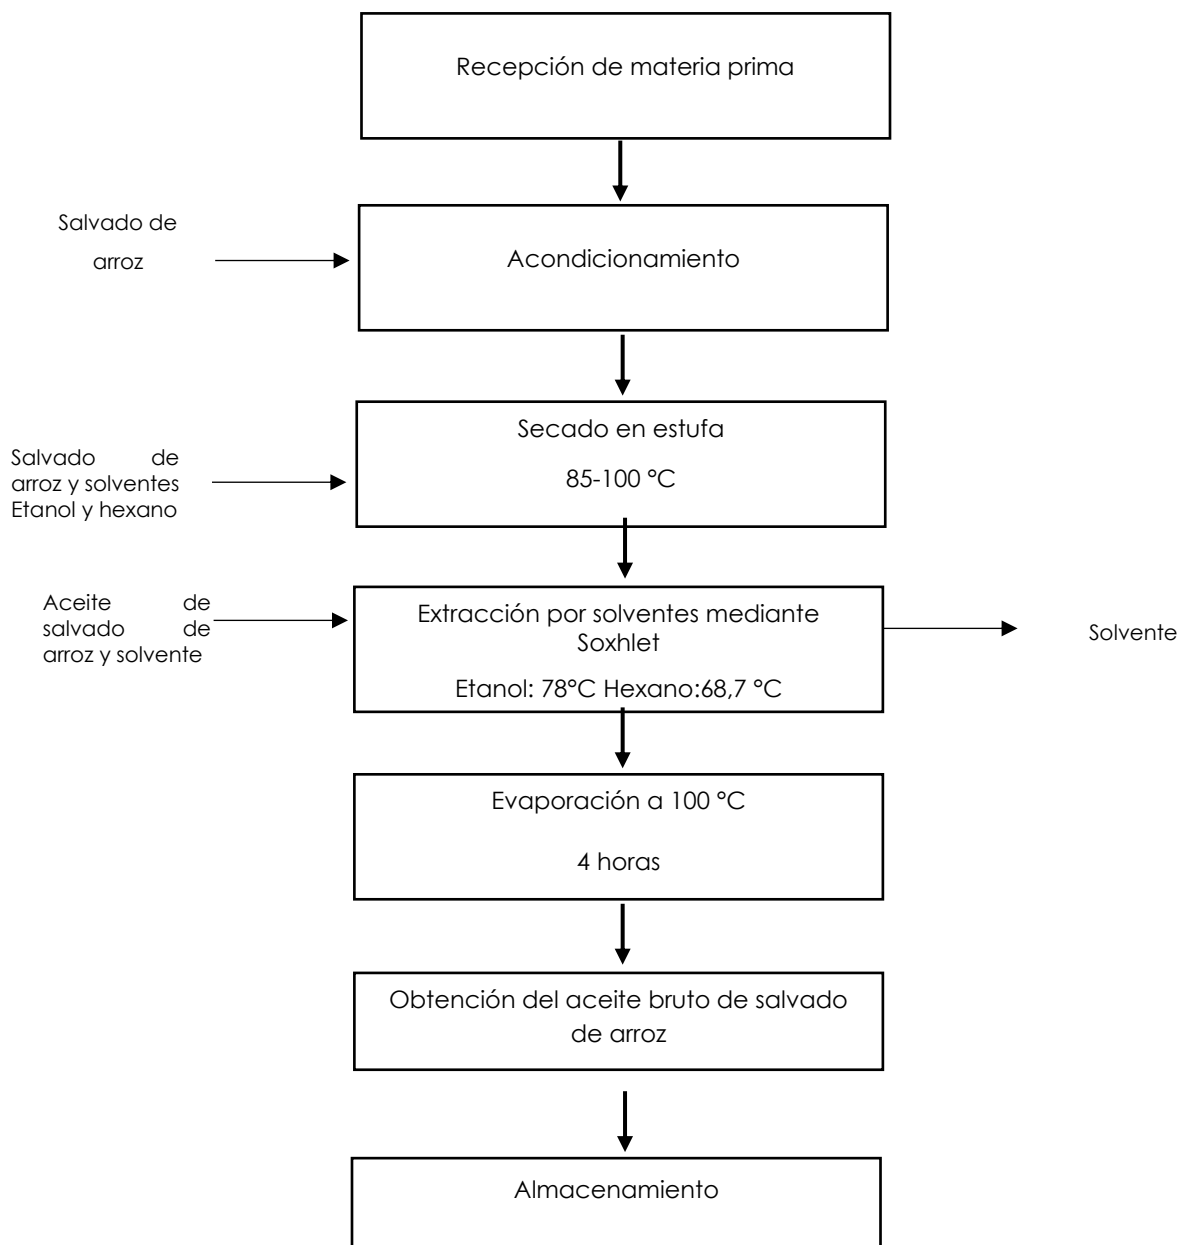 Recepción de materia prima
Salvado de
arroz
Acondicionamiento
Secado en estufa
85-100 °C
Salvado de
arroz y solventes
Etanol y hexano
Aceite de
salvado de
arroz y solvente
Extracción por solventes mediante
Soxhlet
Etanol: 78°C Hexano:68,7 °C
Solvente
Evaporación a 100 °C
4 horas
Obtención del aceite bruto de salvado
de arroz
Almacenamiento